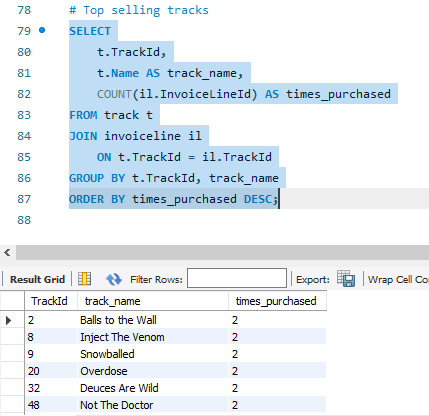 78 # Top selling tracks
79 SELECT
80 t.TrackId,
81 t.Name AS track_name,
82 COUNT(il.InvoiceLineId) AS times_purchased
83 FROM track t
84 JOIN invoiceline il
85 ON t.TrackId = il.TrackId
86 GROUP BY t.TrackId, track_name
87 ORDER BY times_purchased DESC;
88
Result Grid Filter Rows: Export: Wrap Cell Co
TrackId track_name times_purchased
2 Balls to the Wall 2
8 Inject The Venom 2
9 Snowballed 2
20 Overdose 2
32 Deuces Are Wild 2
48 Not The Doctor 2